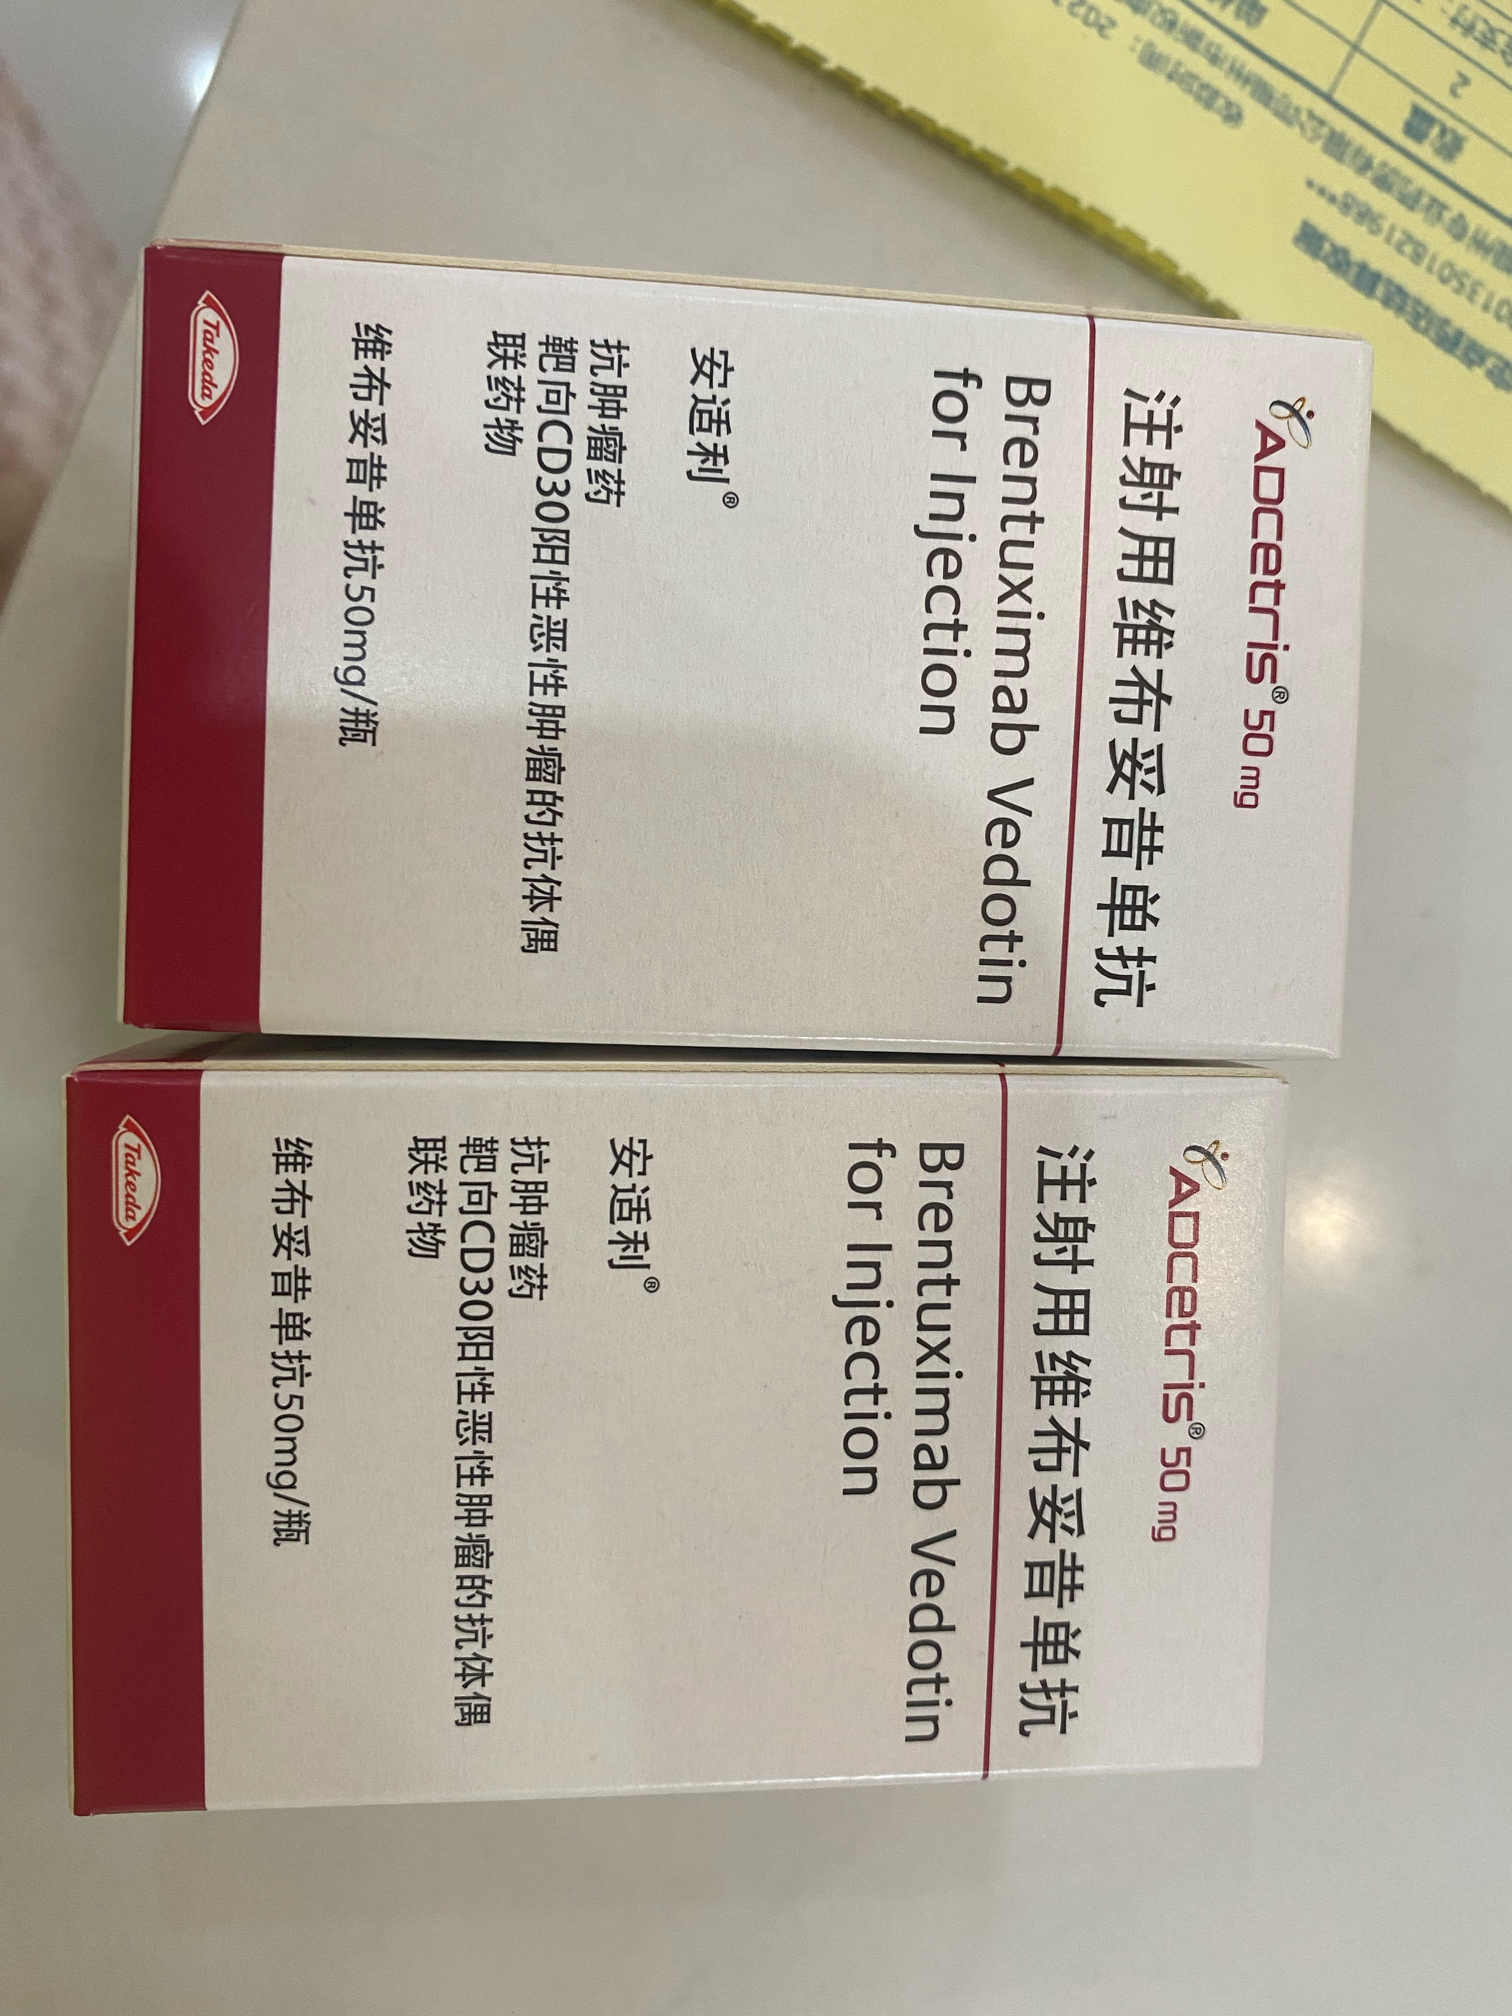 ADCETRIS® 50 mg
注射用维布妥昔单抗
Brentuximab Vedotin
for Injection
安适利®
抗肿瘤药
靶向CD30阳性恶性肿瘤的抗体偶
联药物
维布妥昔单抗50mg/瓶
Takeda
ADCETRIS® 50 mg
注射用维布妥昔单抗
Brentuximab Vedotin
for Injection
安适利®
抗肿瘤药
靶向CD30阳性恶性肿瘤的抗体偶
联药物
维布妥昔单抗50mg/瓶
Takeda
数量
2